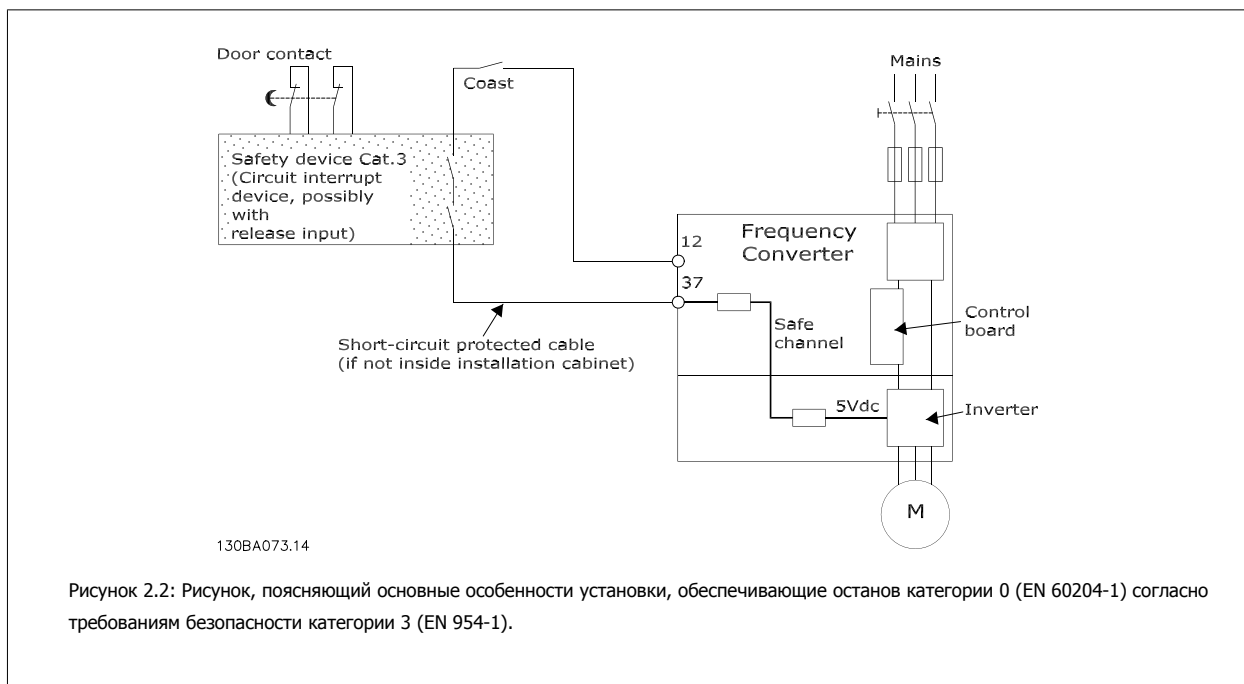 Door contact
Mains
Coast
Safety device Cat.3
(Circuit interrupt
device, possibly
with
release input)
Frequency
Converter
12
37
Safe
channel
Control
board
Short-circuit protected cable
(if not inside installation cabinet)
5Vdc
Inverter
M
130BA073.14
Рисунок 2.2: Рисунок, поясняющий основные особенности установки, обеспечивающие останов категории 0 (EN 60204-1) согласно
требованиям безопасности категории 3 (EN 954-1).